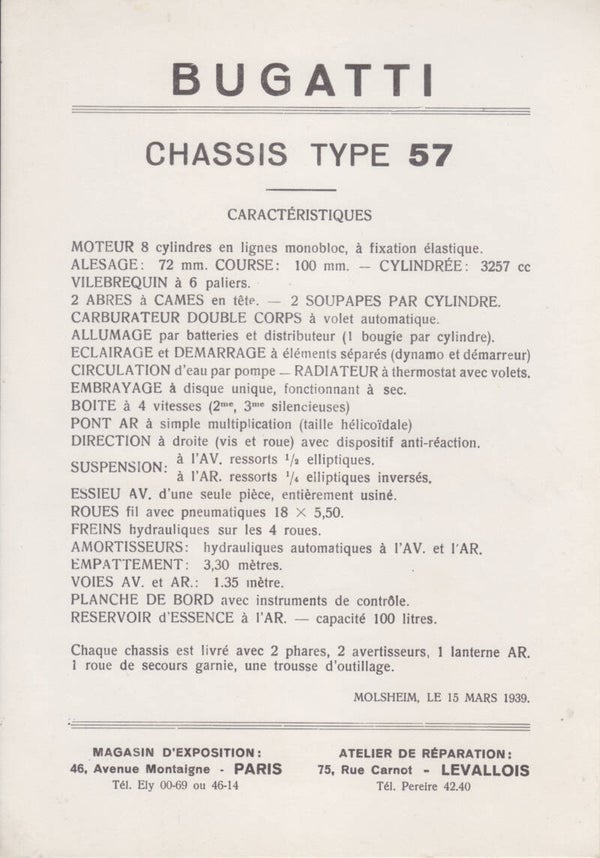 BUGATTI
CHASSIS TYPE 57
CARACTÉRISTIQUES
MOTEUR 8 cylindres en lignes monobloc, à fixation élastique.
ALESAGE: 72 mm. COURSE: 100 mm. — CYLINDRÉE: 3257 cc
VILEBREQUIN à 6 paliers.
2 ABRES à CAMES en tête. — 2 SOUPAPES PAR CYLINDRE.
CARBURATEUR DOUBLE CORPS à volet automatique.
ALLUMAGE par batteries et distributeur (1 bougie par cylindre).
ECLAIRAGE et DEMARRAGE à éléments séparés (dynamo et démarreur)
CIRCULATION d'eau par pompe — RADIATEUR à thermostat avec volets.
EMBRAYAGE à disque unique, fonctionnant à sec.
BOITE à 4 vitesses (2me, 3me silencieuses)
PONT AR à simple multiplication (taille hélicoïdale)
DIRECTION à droite (vis et roue) avec dispositif anti-réaction.
SUSPENSION: à l'AV. ressorts 1/2 elliptiques.
à l'AR. ressorts 1/4 elliptiques inversés.
ESSIEU AV. d'une seule pièce, entièrement usiné.
ROUES fil avec pneumatiques 18 × 5,50.
FREINS hydrauliques sur les 4 roues.
AMORTISSEURS: hydrauliques automatiques à l'AV. et l'AR.
EMPATTEMENT: 3,30 mètres.
VOIES AV. et AR.: 1.35 mètre.
PLANCHE DE BORD avec instruments de contrôle.
RESERVOIR d'ESSENCE à l'AR. — capacité 100 litres.
Chaque chassis est livré avec 2 phares, 2 avertisseurs, 1 lanterne AR.
1 roue de secours garnie, une trousse d'outillage.
MOLSHEIM, LE 15 MARS 1939.
MAGASIN D'EXPOSITION:
46, Avenue Montaigne - PARIS
Tél. Ely 00-69 ou 46-14
ATELIER DE RÉPARATION:
75, Rue Carnot - LEVALLOIS
Tél. Pereire 42.40